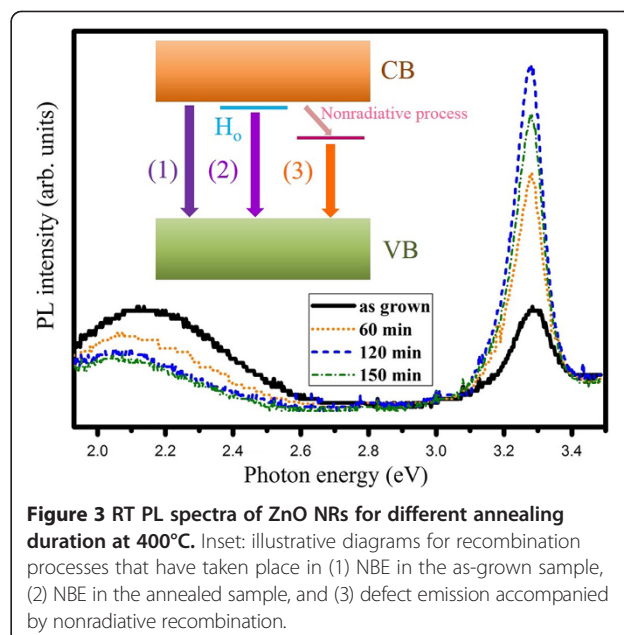 CB
Nonradiative process
H₀
(1)
(2)
(3)
VB
PL intensity (arb. units)
as grown
60 min
120 min
150 min
2.0 2.2 2.4 2.6 2.8 3.0 3.2 3.4
Photon energy (eV)
Figure 3 RT PL spectra of ZnO NRs for different annealing
duration at 400°C. Inset: illustrative diagrams for recombination
processes that have taken place in (1) NBE in the as-grown sample,
(2) NBE in the annealed sample, and (3) defect emission accompanied
by nonradiative recombination.